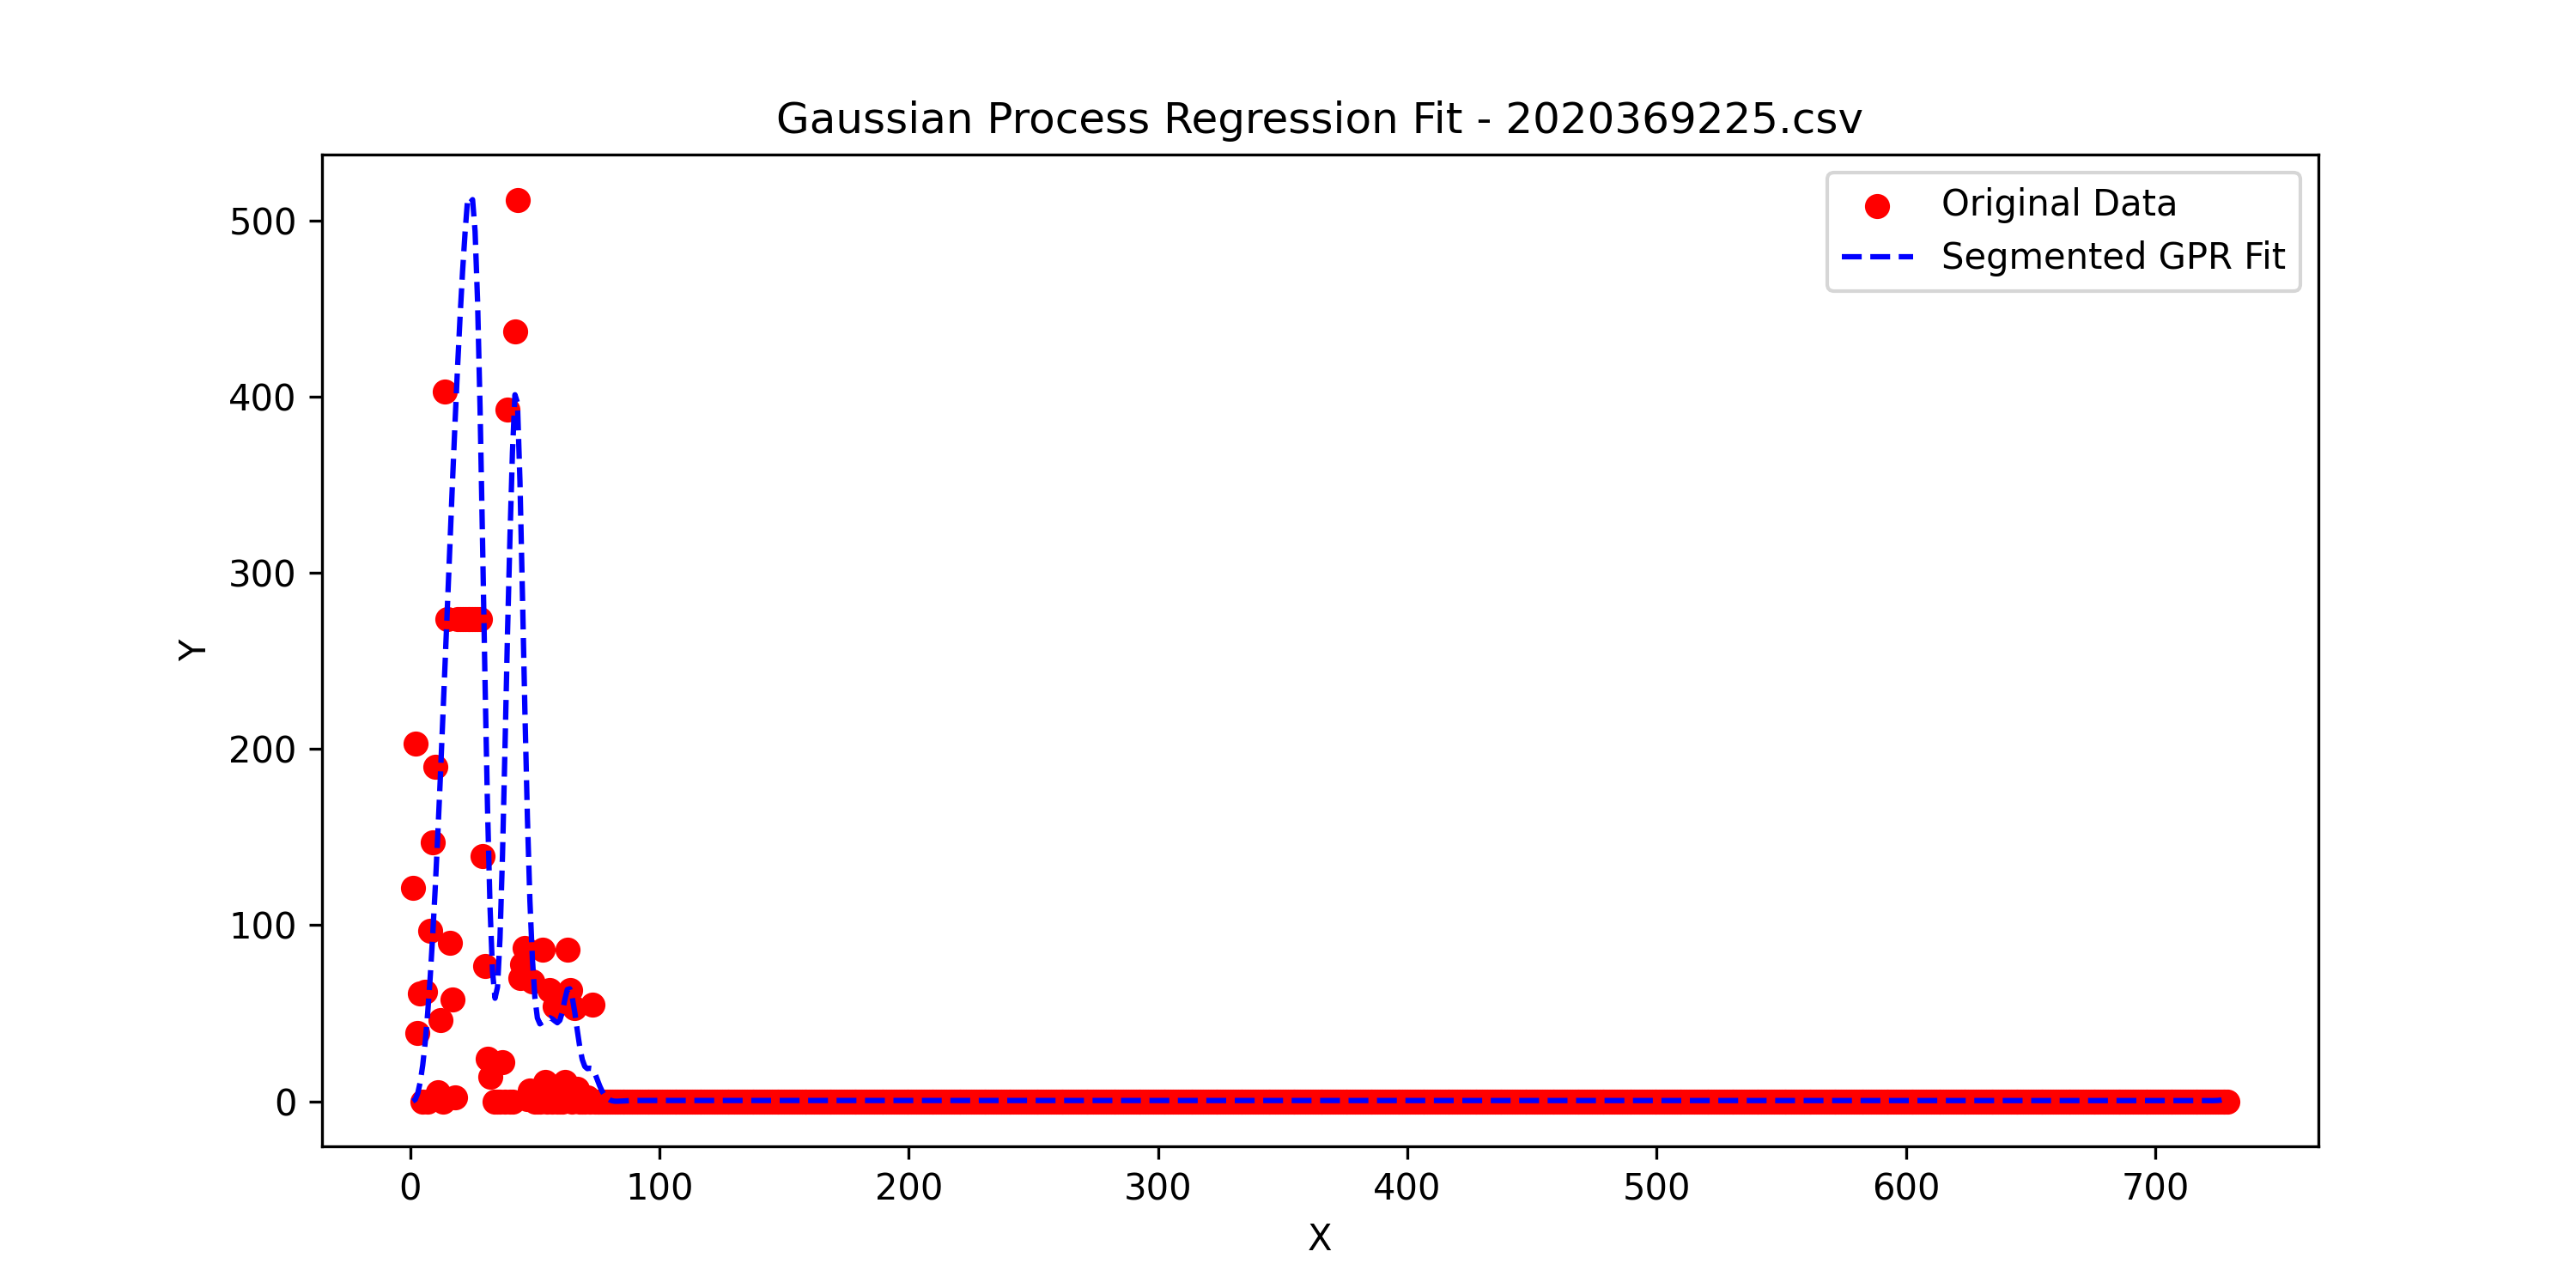 Gaussian Process Regression Fit - 2020369225.csv
Original Data
Segmented GPR Fit
500
400
300
200
100
0
Y
0 100 200 300 400 500 600 700
X